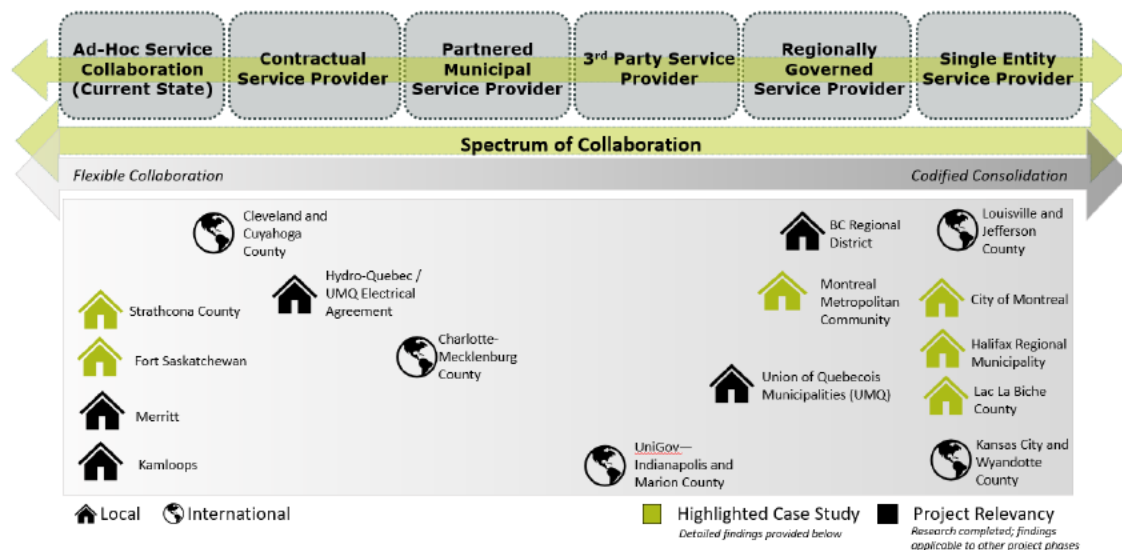 Ad-Hoc Service
Collaboration
(Current State)
Contractual
Service Provider
Partnered
Municipal
Service Provider
3rd Party Service
Provider
Regionally
Governed
Service Provider
Single Entity
Service Provider
Spectrum of Collaboration
Flexible Collaboration
Codified Consolidation
Cleveland and
Cuyahoga
County
BC Regional
District
Louisville and
Jefferson
County
Hydro-Quebec /
UMQ Electrical
Agreement
Strathcona County
Montreal
Metropolitan
Community
City of Montreal
Charlotte-
Mecklenburg
County
Fort Saskatchewan
Halifax Regional
Municipality
Union of Quebecois
Municipalities (UMQ)
Lac La Biche
County
Merritt
Kamloops
UniGov—
Indianapolis and
Marion County
Kansas City and
Wyandotte
County
Local
International
Highlighted Case Study
Detailed findings provided below
Project Relevancy
Research completed; findings
applicable to other project phases